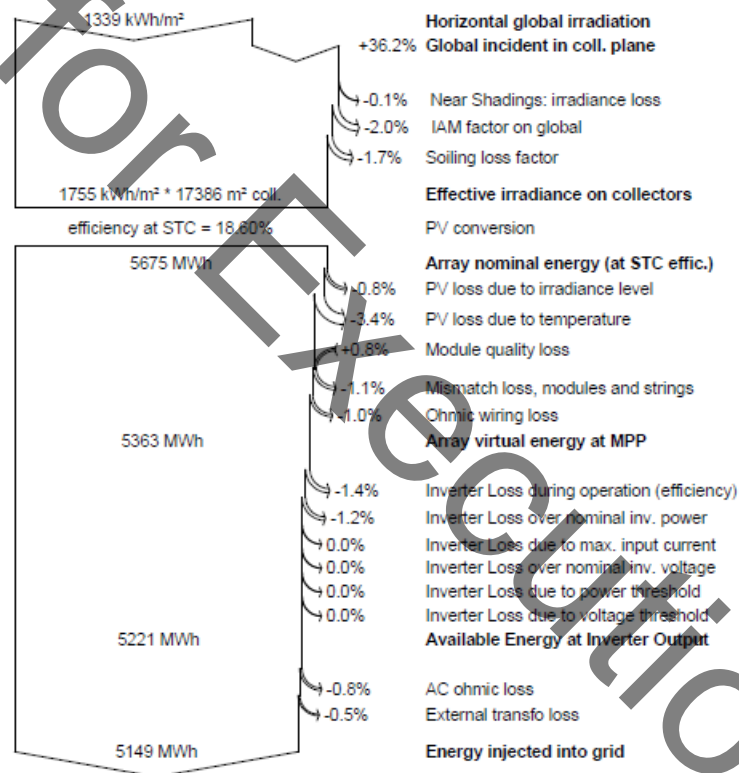 1339 kWh/m² Horizontal global irradiation
+36.2% Global incident in coll. plane
-0.1% Near Shadings: irradiance loss
-2.0% IAM factor on global
-1.7% Soiling loss factor
1755 kWh/m² * 17386 m² coll. Effective irradiance on collectors
efficiency at STC = 18.60% PV conversion
5675 MWh Array nominal energy (at STC effic.)
-0.8% PV loss due to irradiance level
-3.4% PV loss due to temperature
+0.8% Module quality loss
-1.1% Mismatch loss, modules and strings
-1.0% Ohmic wiring loss
5363 MWh Array virtual energy at MPP
-1.4% Inverter Loss during operation (efficiency)
-1.2% Inverter Loss over nominal inv. power
0.0% Inverter Loss due to max. input current
0.0% Inverter Loss over nominal inv. voltage
0.0% Inverter Loss due to power threshold
0.0% Inverter Loss due to voltage threshold
5221 MWh Available Energy at Inverter Output
-0.8% AC ohmic loss
-0.5% External transfo loss
5149 MWh Energy injected into grid
for Executio